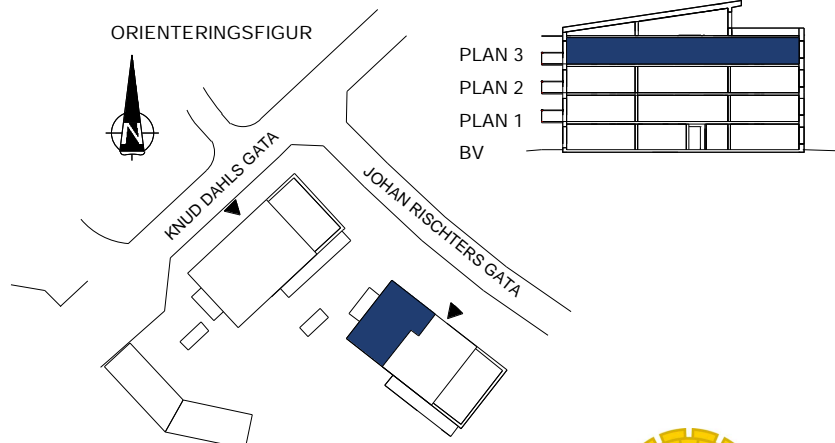 ORIENTERINGSFIGUR
N
KNUD DAHLS GATA
JOHAN RISCHTERS GATA
PLAN 3
PLAN 2
PLAN 1
BV